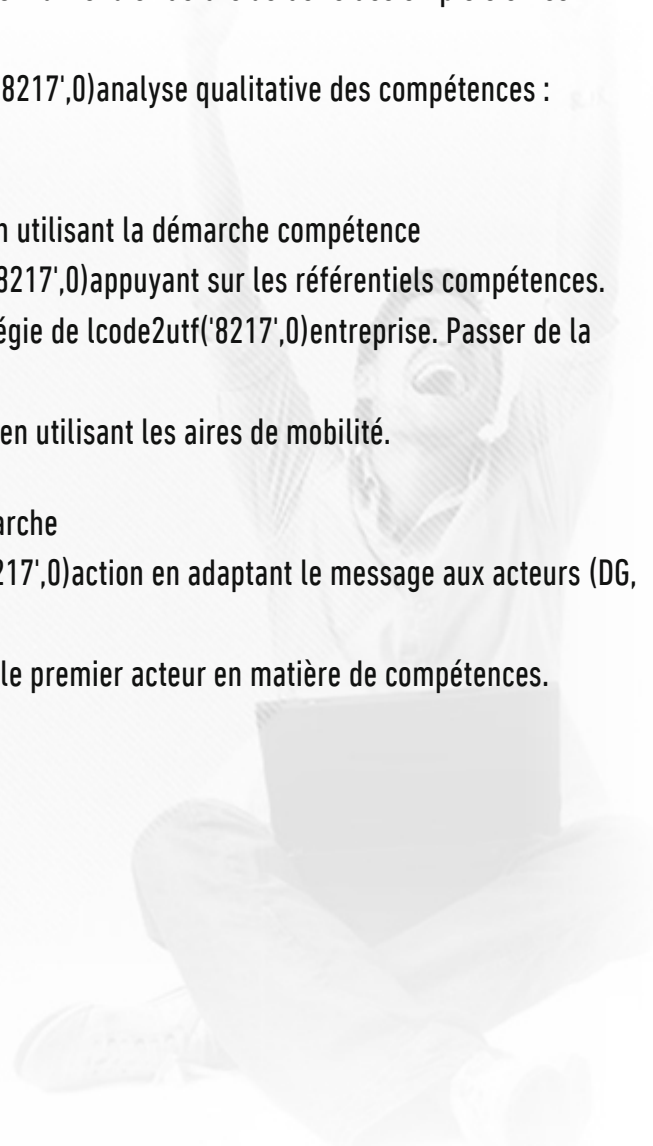 8217',0)analyse qualitative des compétences :
n utilisant la démarche compétence
8217',0)appuyant sur les référentiels compétences.
égie de lcode2utf('8217',0)entreprise. Passer de la
en utilisant les aires de mobilité.
arche
217',0)action en adaptant le message aux acteurs (DG,
le premier acteur en matière de compétences.